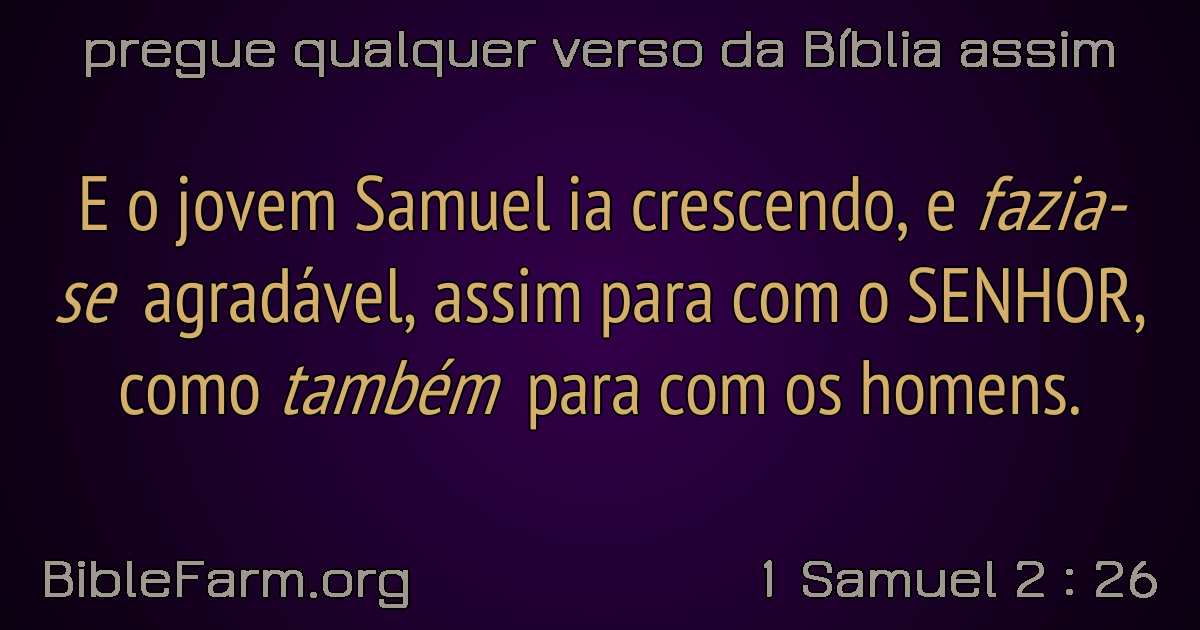 pregue qualquer verso da Bíblia assim
E o jovem Samuel ia crescendo, e fazia-
se agradável, assim para com o SENHOR,
como também para com os homens.
BibleFarm.org
1 Samuel 2 : 26